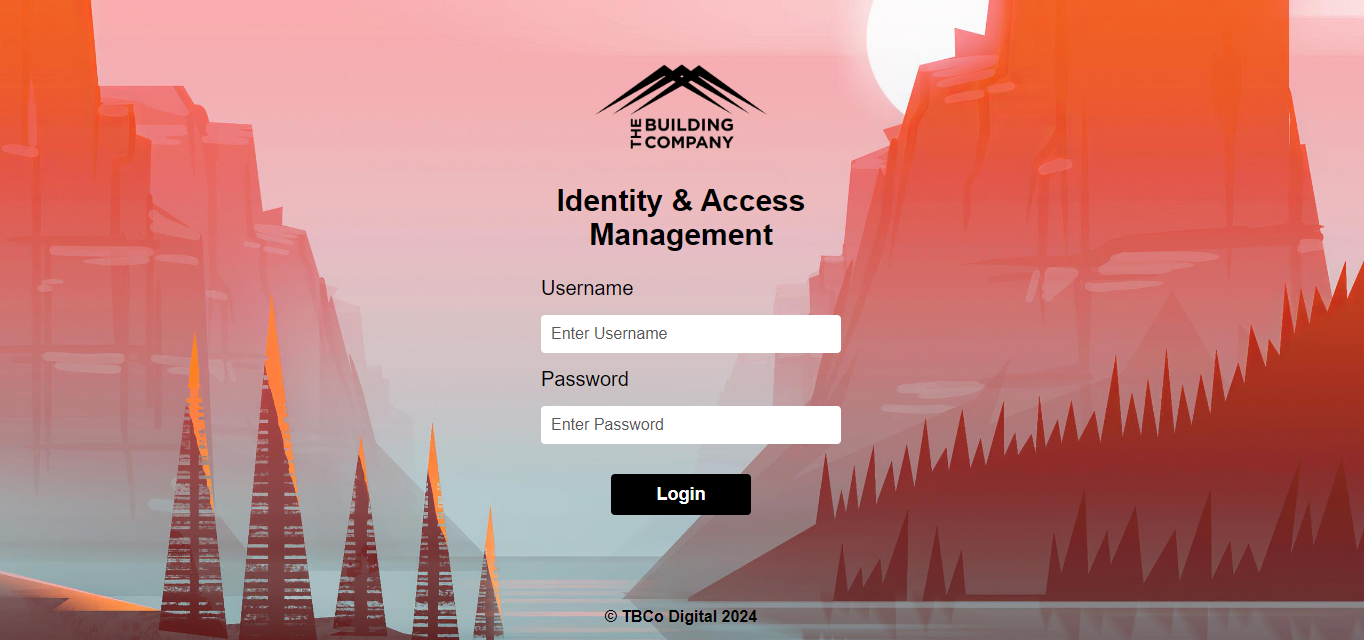 THE BUILDING
COMPANY
Identity & Access
Management
Username
Enter Username
Password
Enter Password
Login
© TBCo Digital 2024